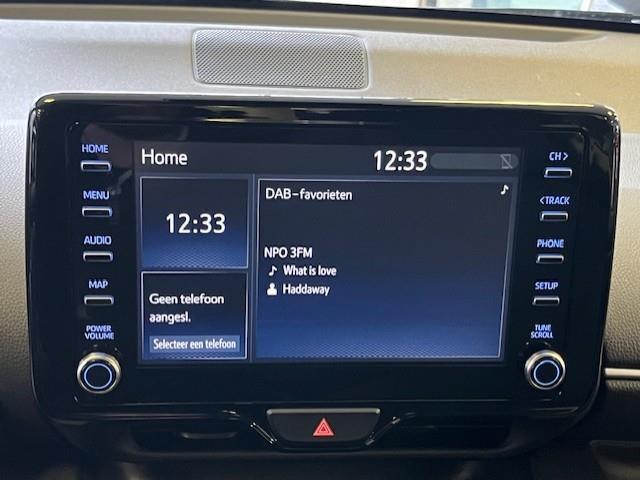 HOME
MENU
AUDIO
MAP
POWER
VOLUME
Home
12:33
12:33
Geen telefoon
aangesl.
Selecteer een telefoon
DAB-favorieten
NPO 3FM
What is love
Haddaway
CH >
< TRACK
PHONE
SETUP
TUNE
SCROLL